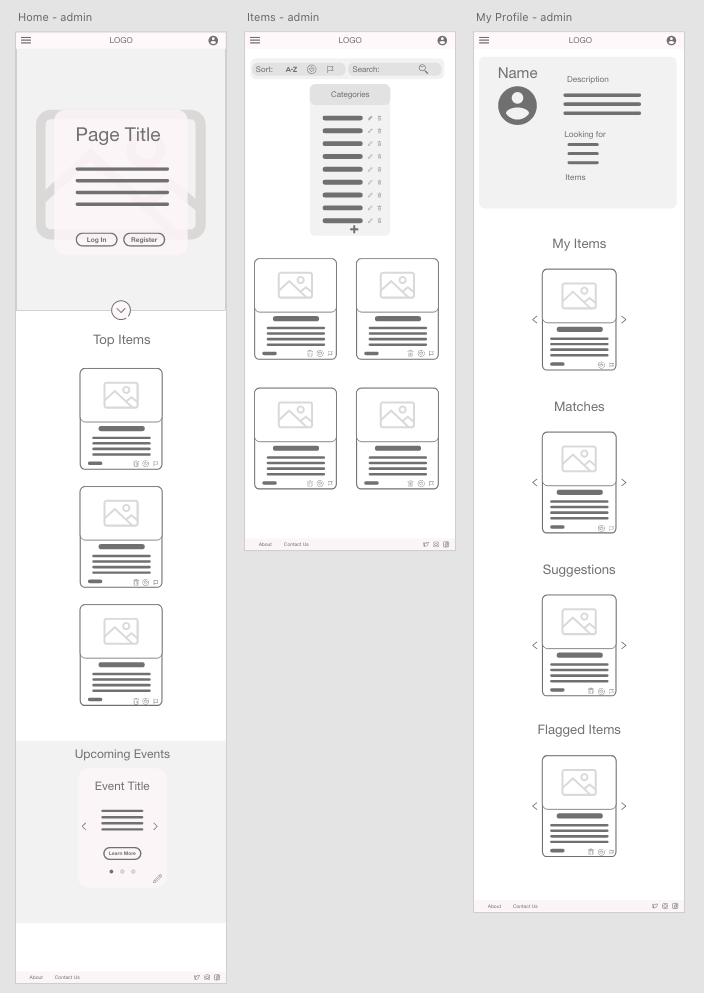 Home - admin
LOGO
Page Title
Log In
Register
Top Items
Upcoming Events
Event Title
Learn More
About
Contact Us
Items - admin
LOGO
Sort:
A-Z
Search:
Categories
About
Contact Us
My Profile - admin
LOGO
Name
Description
Looking for
Items
My Items
Matches
Suggestions
Flagged Items
About
Contact Us